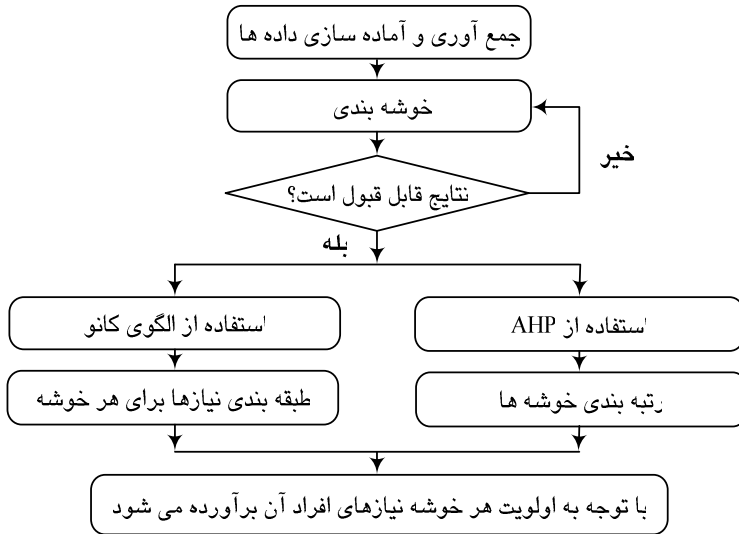 جمع آوری و آماده سازی داده ها
خوشه بندی
خیر
نتایج قابل قبول است؟
بله
استفاده از AHP
استفاده از الگوی کانو
رتبه بندی خوشه ها
طبقه بندی نیازها برای هر خوشه
با توجه به اولویت هر خوشه نیازهای افراد آن برآورده می شود